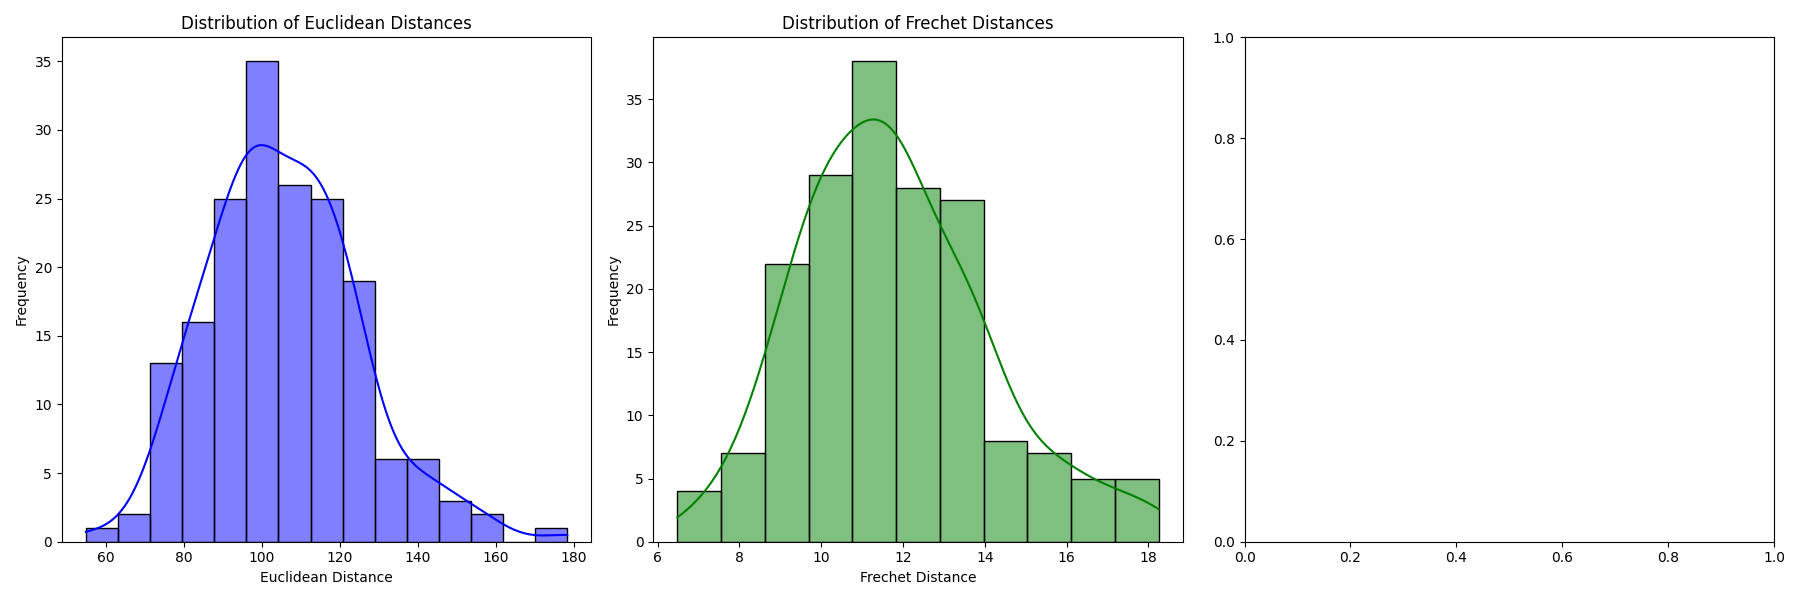 Distribution of Euclidean Distances
35
30
25
20
15
10
5
0
Frequency
60 80 100 120 140 160 180
Euclidean Distance
Distribution of Frechet Distances
35
30
25
20
15
10
5
0
Frequency
6 8 10 12 14 16 18
Frechet Distance
1.0
0.8
0.6
0.4
0.2
0.0
0.0 0.2 0.4 0.6 0.8 1.0